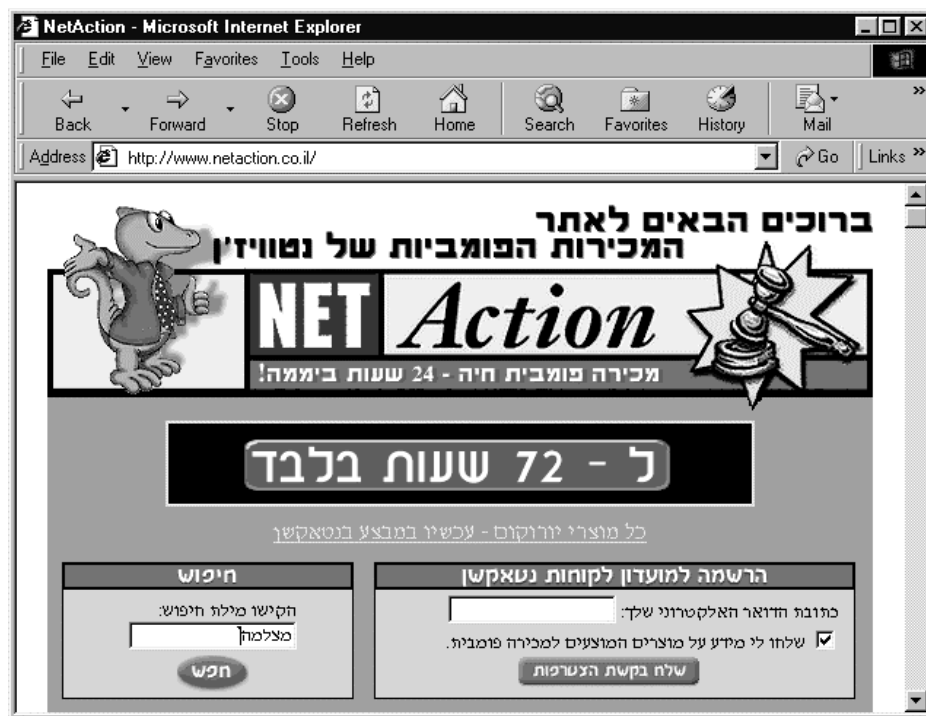 NetAction - Microsoft Internet Explorer
File Edit View Favorites Tools Help
Back Forward Stop Refresh Home Search Favorites History Mail »
Address http://www.netaction.co.il/ Go Links »
ברוכים הבאים לאתר
המכירות הפומביות של נטוויז'ן
NET Action
מכירה פומבית חיה - 24 שעות ביממה!
ל - 72 שעות בלבד
כל מוצרי יורוקום - עכשיו במבצע בנטאקשן
הרשמה למועדון לקוחות נטאקשן
כתובת הדואר האלקטרוני שלך:
שלחו לי מידע על מוצרים המוצעים למכירה פומבית.
שלח בקשת הצטרפות
חיפוש
הקישו מילת חיפוש:
מצלמה
חפש